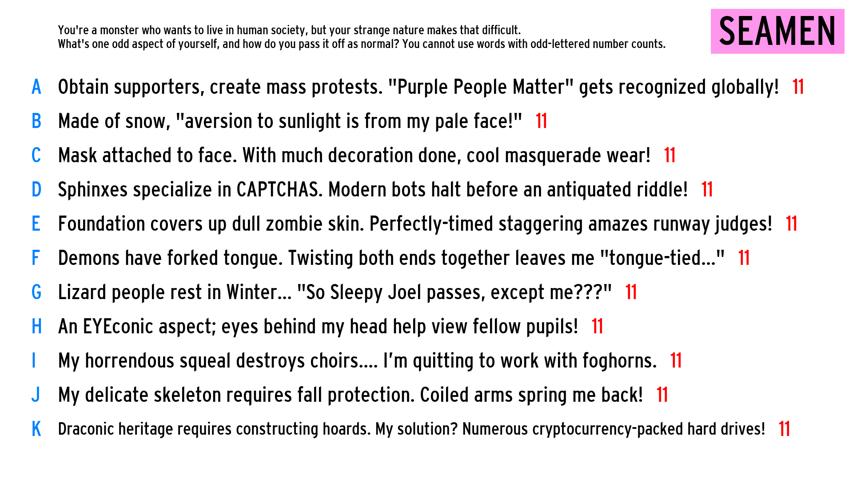 You're a monster who wants to live in human society, but your strange nature makes that difficult.
What's one odd aspect of yourself, and how do you pass it off as normal? You cannot use words with odd-lettered number counts.
SEAMEN
A Obtain supporters, create mass protests. "Purple People Matter" gets recognized globally! 11
B Made of snow, "aversion to sunlight is from my pale face!" 11
C Mask attached to face. With much decoration done, cool masquerade wear! 11
D Sphinxes specialize in CAPTCHAS. Modern bots halt before an antiquated riddle! 11
E Foundation covers up dull zombie skin. Perfectly-timed staggering amazes runway judges! 11
F Demons have forked tongue. Twisting both ends together leaves me "tongue-tied..." 11
G Lizard people rest in Winter... "So Sleepy Joel passes, except me???" 11
H An EYEconic aspect; eyes behind my head help view fellow pupils! 11
I My horrendous squeal destroys choirs.... I'm quitting to work with foghorns. 11
J My delicate skeleton requires fall protection. Coiled arms spring me back! 11
K Draconic heritage requires constructing hoards. My solution? Numerous cryptocurrency-packed hard drives! 11